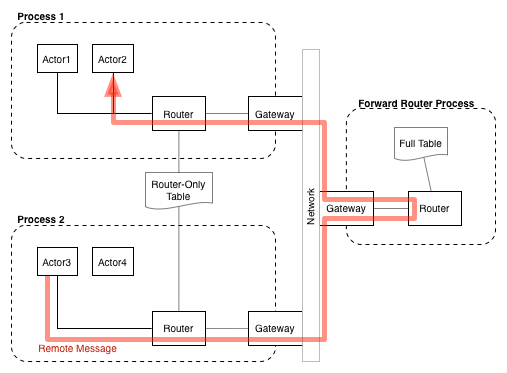 Process 1
Actor1
Actor2
Router
Gateway
Forward Router Process
Full Table
Router-Only
Table
Network
Gateway
Router
Process 2
Actor3
Actor4
Router
Gateway
Remote Message